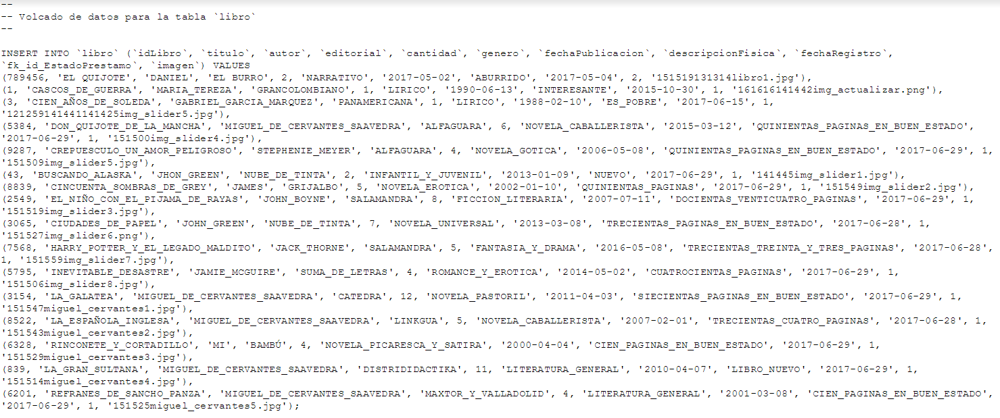 --
-- Volcado de datos para la tabla `libro`
--
INSERT INTO `libro` (`idLibro`, `titulo`, `autor`, `editorial`, `cantidad`, `genero`, `fechaPublicacion`, `descripcionFisica`, `fechaRegistro`,
`fk_id_EstadoPrestamo`, `imagen`) VALUES
(789456, 'EL QUIJOTE', 'DANIEL', 'EL BURRO', 2, 'NARRATIVO', '2017-05-02', 'ABURRIDO', '2017-05-04', 2, '151519131314libro1.jpg'),
(1, 'CASCOS_DE_GUERRA', 'MARIA_TEREZA', 'GRANCOLOMBIANO', 1, 'LIRICO', '1990-06-13', 'INTERESANTE', '2015-10-30', 1, '161616141442img_actualizar.png'),
(3, 'CIEN_AÑOS_DE_SOLEDA', 'GABRIEL_GARCIA_MARQUEZ', 'PANAMERICANA', 1, 'LIRICO', '1988-02-10', 'ES_POBRE', '2017-06-15', 1,
'121259141441141425img_slider5.jpg'),
(5384, 'DON_QUIJOTE_DE_LA_MANCHA', 'MIGUEL_DE_CERVANTES_SAAVEDRA', 'ALFAGUARA', 6, 'NOVELA_CABALLERISTA', '2015-03-12', 'QUINIENTAS_PAGINAS_EN_BUEN_ESTADO',
'2017-06-29', 1, '151500img_slider4.jpg'),
(9287, 'CREPUESCULO_UN_AMOR_PELIGROSO', 'STEPHENIE_MEYER', 'ALFAGUARA', 4, 'NOVELA_GOTICA', '2006-05-08', 'QUINIENTAS_PAGINAS_EN_BUEN_ESTADO', '2017-06-29', 1,
'151509img_slider5.jpg'),
(43, 'BUSCANDO_ALASKA', 'JHON_GREEN', 'NUBE_DE_TINTA', 2, 'INFANTIL_Y_JUVENIL', '2013-01-09', 'NUEVO', '2017-06-29', 1, '141445img_slider1.jpg'),
(8839, 'CINCUENTA_SOMBRAS_DE_GREY', 'JAMES', 'GRIJALBO', 5, 'NOVELA_EROTICA', '2002-01-10', 'QUINIENTAS_PAGINAS', '2017-06-29', 1, '151549img_slider2.jpg'),
(2549, 'EL_NIÑO_CON_EL_PIJAMA_DE_RAYAS', 'JOHN_BOYNE', 'SALAMANDRA', 8, 'FICCION_LITERARIA', '2007-07-11', 'DOCIENTAS_VENTICUATRO_PAGINAS', '2017-06-29', 1,
'151519img_slider3.jpg'),
(3065, 'CIUDADES_DE_PAPEL', 'JOHN_GREEN', 'NUBE_DE_TINTA', 7, 'NOVELA_UNIVERSAL', '2013-03-08', 'TRECIENTAS_PAGINAS_EN_BUEN_ESTADO', '2017-06-28', 1,
'151527img_slider6.png'),
(7568, 'HARRY_POTTER_Y_EL_LEGADO_MALDITO', 'JACK_THORNE', 'SALAMANDRA', 5, 'FANTASIA_Y_DRAMA', '2016-05-08', 'TRECIENTAS_TREINTA_Y_TRES_PAGINAS', '2017-06-28',
1, '151559img_slider7.jpg'),
(5795, 'INEVITABLE_DESASTRE', 'JAMIE_MCGUIRE', 'SUMA_DE_LETRAS', 4, 'ROMANCE_Y_EROTICA', '2014-05-02', 'CUATROCIENTAS_PAGINAS', '2017-06-29', 1,
'151506img_slider8.jpg'),
(3154, 'LA_GALATEA', 'MIGUEL_DE_CERVANTES_SAAVEDRA', 'CATEDRA', 12, 'NOVELA_PASTORIL', '2011-04-03', 'SIECIENTAS_PAGINAS_EN_BUEN_ESTADO', '2017-06-29', 1,
'151547miguel_cervantes1.jpg'),
(8522, 'LA_ESPAÑOLA_INGLESA', 'MIGUEL_DE_CERVANTES_SAAVEDRA', 'LINKGUA', 5, 'NOVELA_CABALLERISTA', '2007-02-01', 'TRECIENTAS_CUATRO_PAGINAS', '2017-06-28', 1,
'151543miguel_cervantes2.jpg'),
(6328, 'RINCONETE_Y_CORTADILLO', 'MI', 'BAMBÚ', 4, 'NOVELA_PICARESCA_Y_SATIRA', '2000-04-04', 'CIEN_PAGINAS_EN_BUEN_ESTADO', '2017-06-29', 1,
'151529miguel_cervantes3.jpg'),
(839, 'LA_GRAN_SULTANA', 'MIGUEL_DE_CERVANTES_SAAVEDRA', 'DISTRIDIDACTIKA', 11, 'LITERATURA_GENERAL', '2010-04-07', 'LIBRO_NUEVO', '2017-06-29', 1,
'151514miguel_cervantes4.jpg'),
(6201, 'REFRANES_DE_SANCHO_PANZA', 'MIGUEL_DE_CERVANTES_SAAVEDRA', 'MAXTOR_Y_VALLADOLID', 4, 'LITERATURA_GENERAL', '2001-03-08', 'CIEN_PAGINAS_EN_BUEN_ESTADO',
'2017-06-29', 1, '151525miguel_cervantes5.jpg');